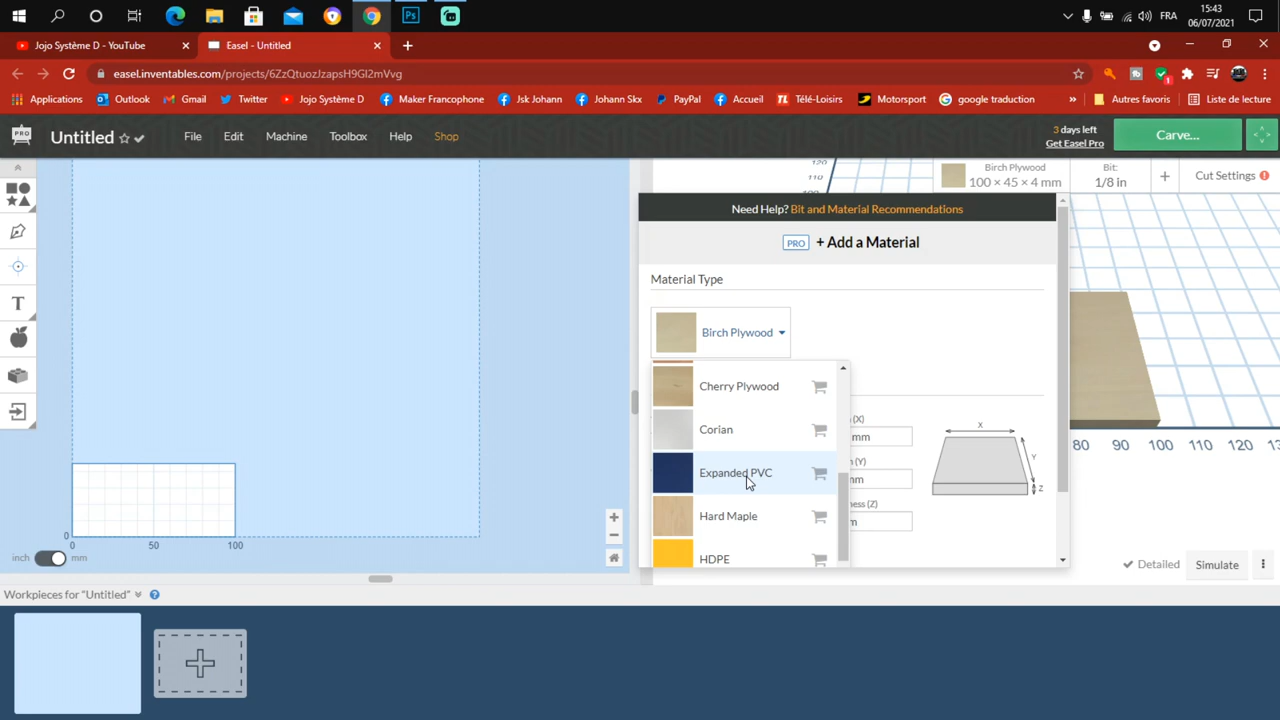 15:43
FRA
06/07/2021
Jojo Système D - YouTube
Easel - Untitled
easel.inventables.com/projects/6ZzQtuozJzapsH9GI2mVvg
Applications
Outlook
Gmail
Twitter
Jojo Système D
Maker Francophone
Jsk Johann
Johann Skx
PayPal
Accueil
Télé-Loisirs
Motorsport
google traduction
Autres favoris
Liste de lecture
PRO
Untitled
File
Edit
Machine
Toolbox
Help
Shop
3 days left
Get Easel Pro
Carve...
Birch Plywood
100 × 45 × 4 mm
Bit:
1/8 in
Cut Settings
120
110
Need Help? Bit and Material Recommendations
PRO + Add a Material
Material Type
Birch Plywood
Cherry Plywood
Corian
Expanded PVC
Hard Maple
HDPE
(X)
mm
(Y)
mm
(Z)
X
Y
Z
80 90 100 110 120
0
0 50 100
inch mm
Detailed
Simulate
Workpieces for "Untitled"